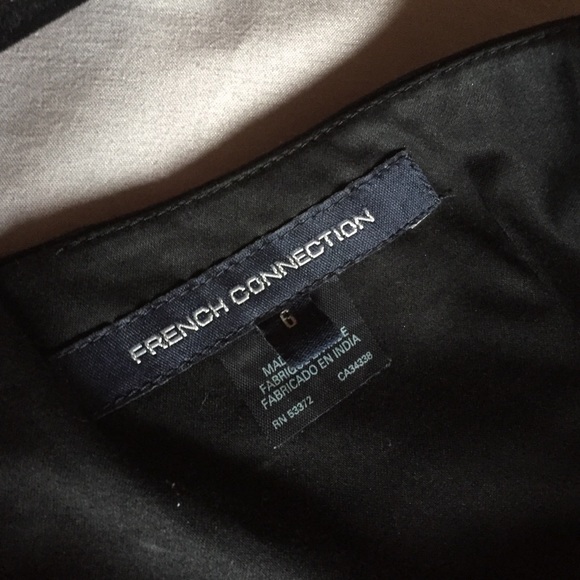 FRENCH CONNECTION
6
FABRICADO EN INDIA
RN 53372 CA34338